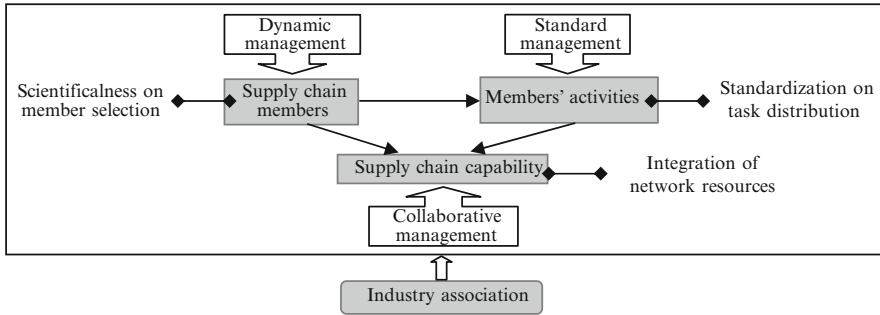 Dynamic
management
Standard
management
Scientificalness on
member selection
Supply chain
members
Members' activities
Standardization on
task distribution
Supply chain capability
Integration of
network resources
Collaborative
management
Industry association